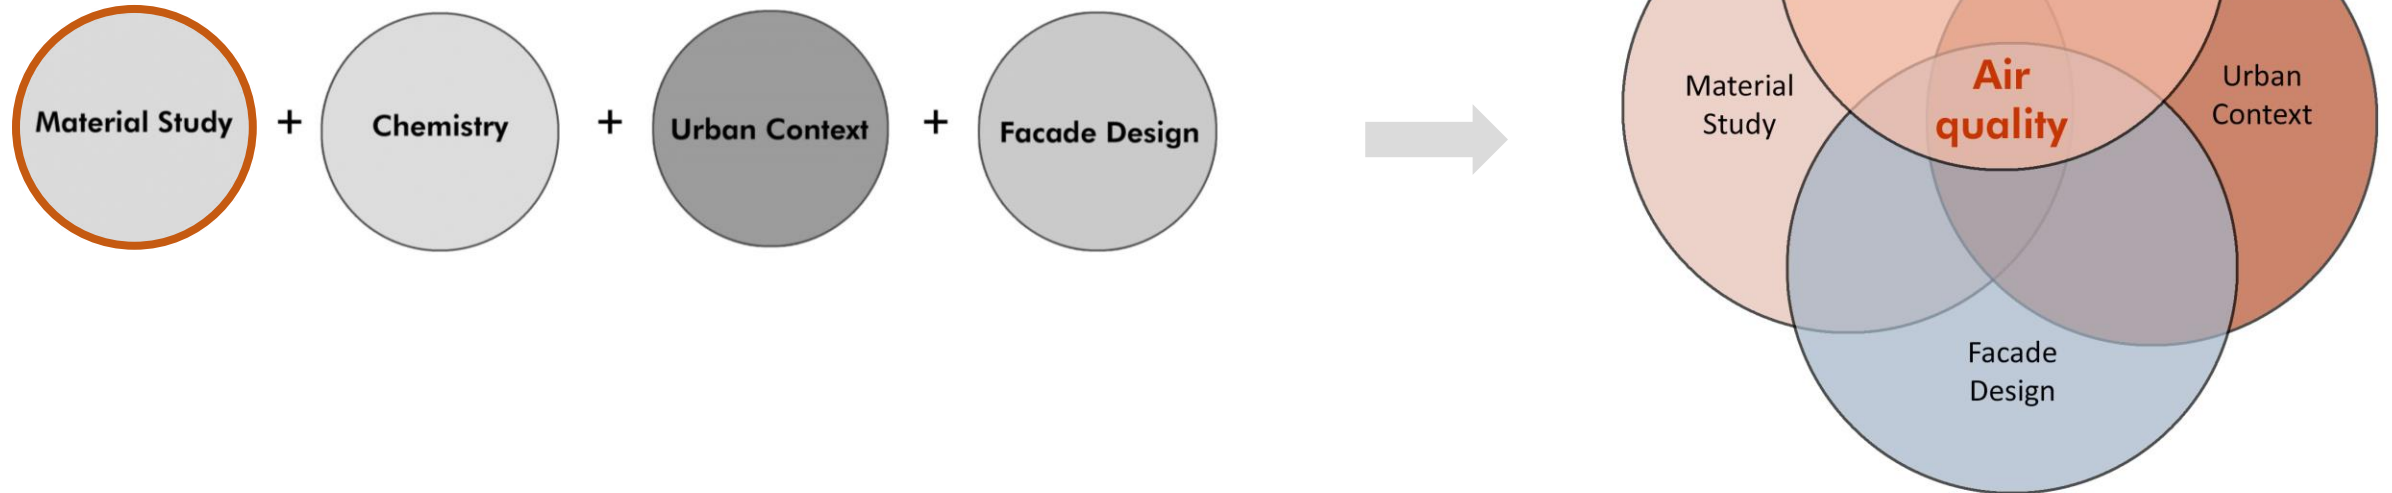 Material Study + Chemistry + Urban Context + Facade Design
Material
Study
Air
quality
Urban
Context
Facade
Design